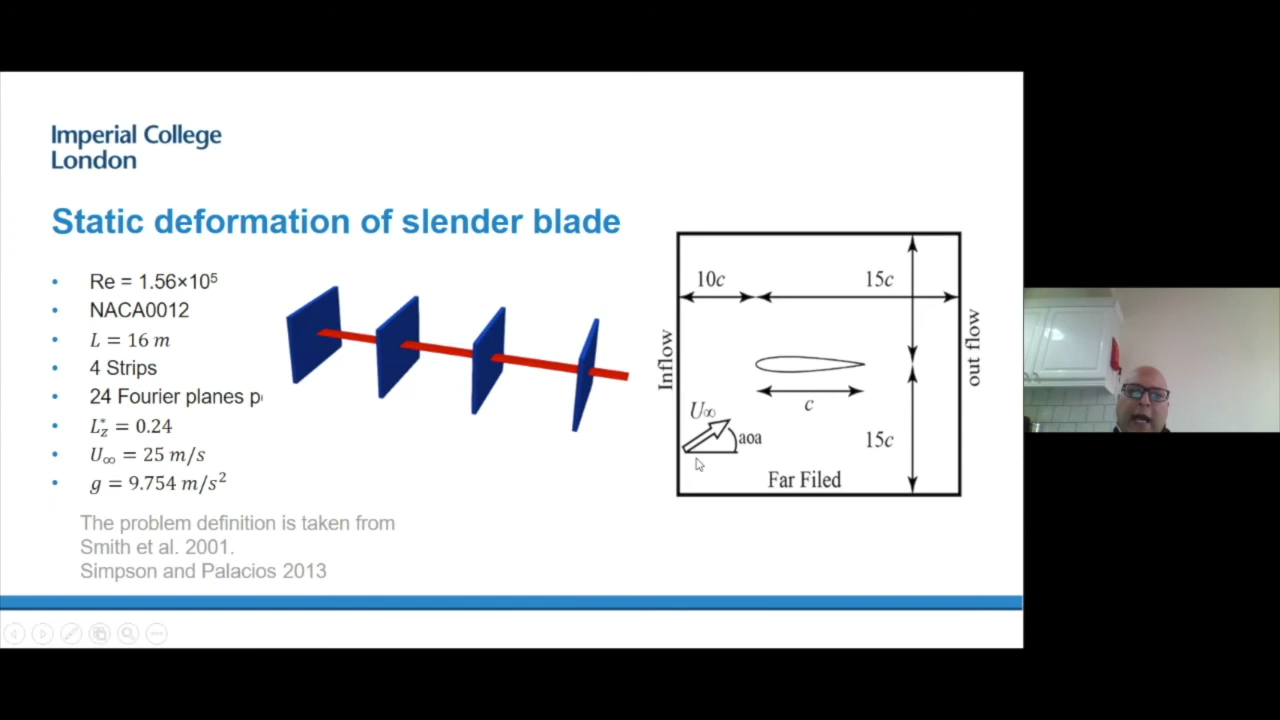 Imperial College
London
Static deformation of slender blade
• Re = 1.56×10⁵
• NACA0012
• L = 16 m
• 4 Strips
• 24 Fourier planes p
• L*_z = 0.24
• U∞ = 25 m/s
• g = 9.754 m/s²
The problem definition is taken from
Smith et al. 2001.
Simpson and Palacios 2013
10c
15c
Inflow
out flow
c
U∞
aoa
15c
Far Filed